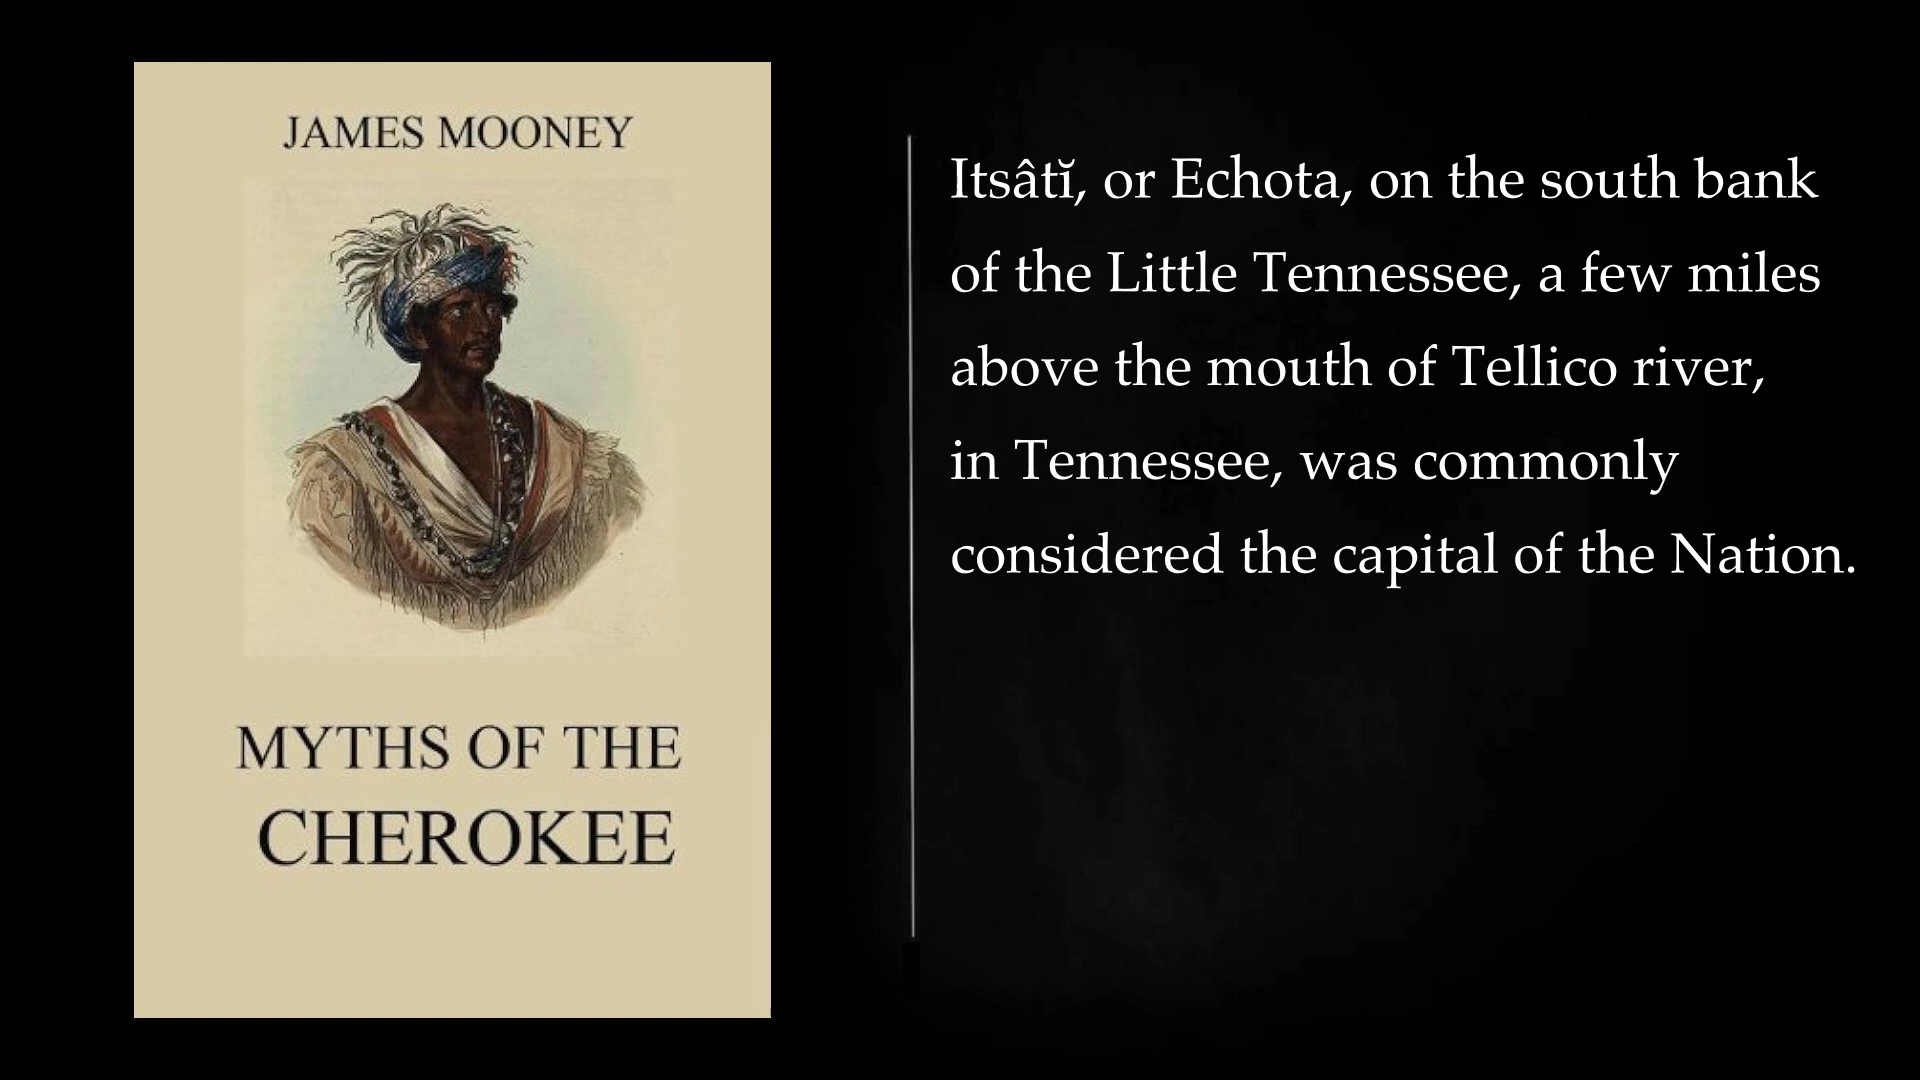 JAMES MOONEY
MYTHS OF THE
CHEROKEE
Itsâtĭ, or Echota, on the south bank
of the Little Tennessee, a few miles
above the mouth of Tellico river,
in Tennessee, was commonly
considered the capital of the Nation.